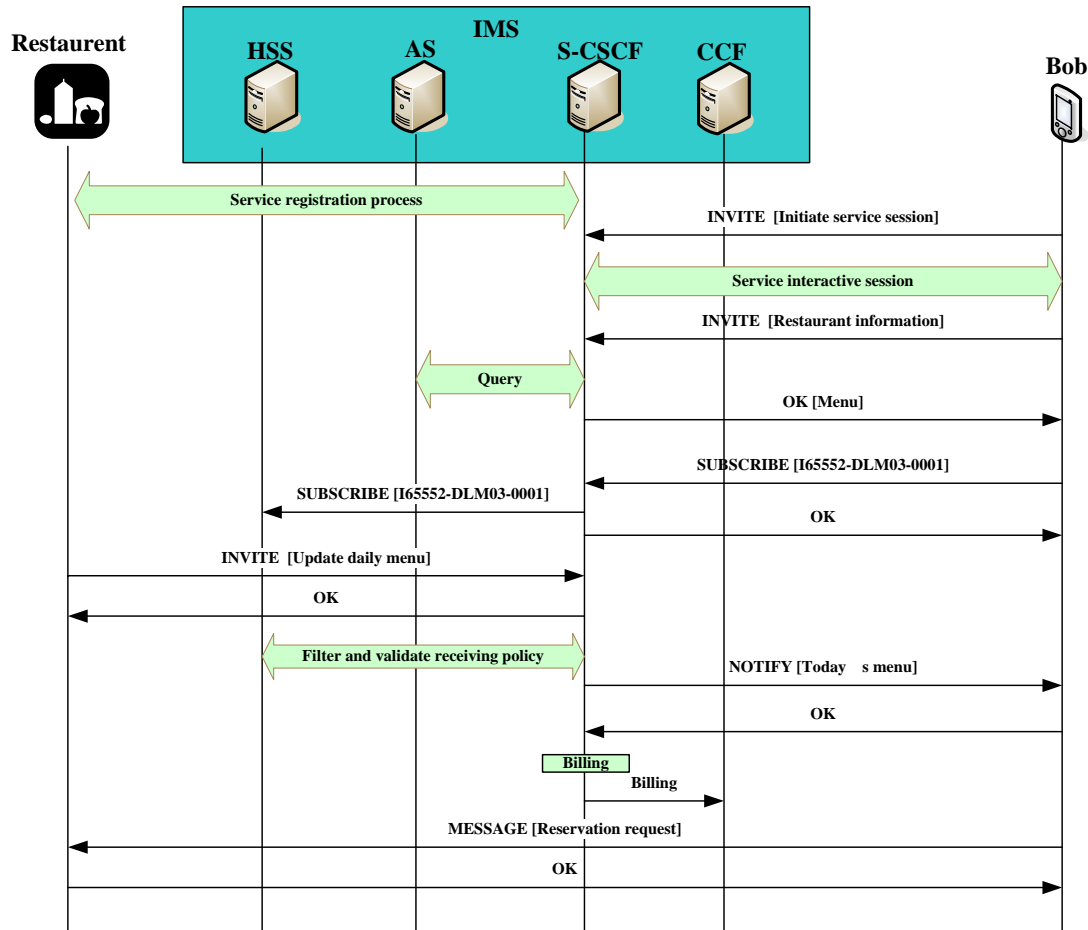 IMS
Restaurent
HSS
AS
S-CSCF
CCF
Bob
Service registration process
INVITE [Initiate service session]
Service interactive session
INVITE [Restaurant information]
Query
OK [Menu]
SUBSCRIBE [I65552-DLM03-0001]
SUBSCRIBE [I65552-DLM03-0001]
OK
INVITE [Update daily menu]
OK
Filter and validate receiving policy
NOTIFY [Today s menu]
OK
Billing
Billing
MESSAGE [Reservation request]
OK